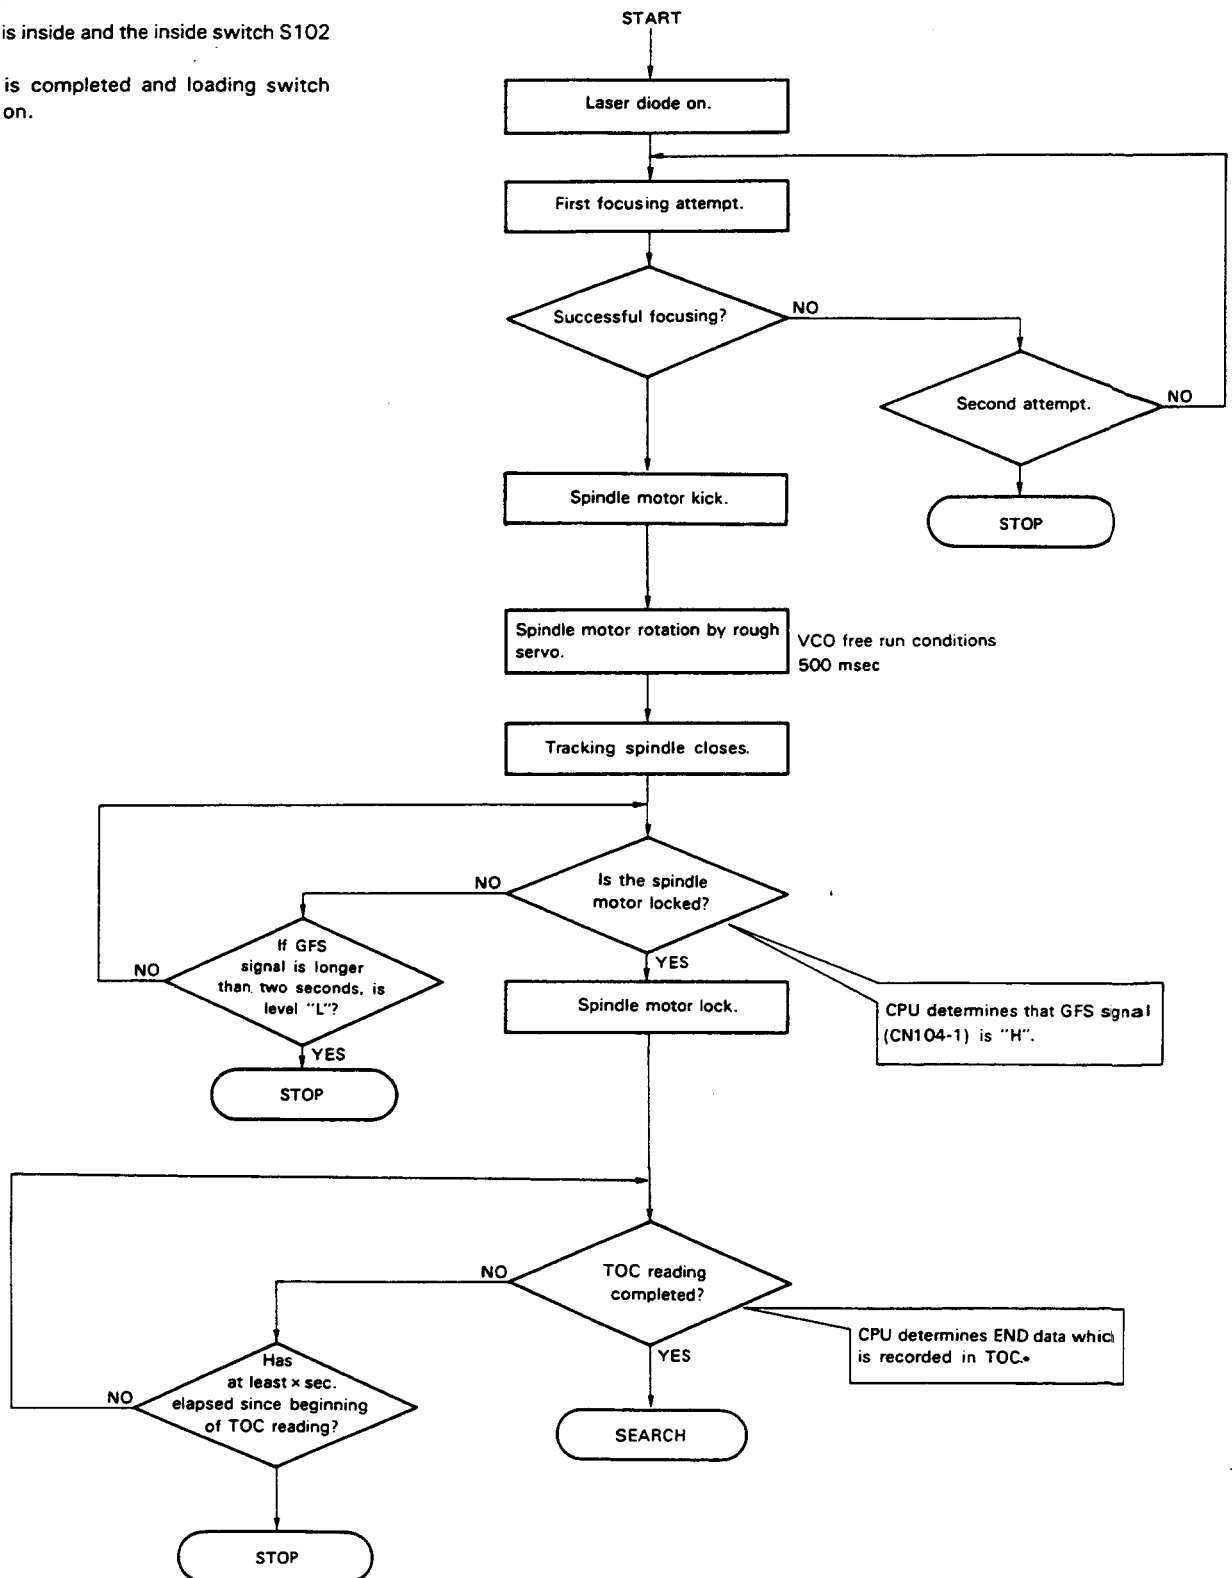 is inside and the inside switch S102
is completed and loading switch
on.
START
Laser diode on.
First focusing attempt.
Successful focusing?
NO
Second attempt.
NO
STOP
Spindle motor kick.
Spindle motor rotation by rough
servo.
VCO free run conditions
500 msec
Tracking spindle closes.
Is the spindle
motor locked?
NO
If GFS
signal is longer
than two seconds, is
level "L"?
NO
YES
STOP
YES
Spindle motor lock.
CPU determines that GFS sgnal
(CN104-1) is "H".
TOC reading
completed?
NO
Has
at least × sec.
elapsed since beginning
of TOC reading?
NO
STOP
YES
CPU determines END data which
is recorded in TOC.
SEARCH